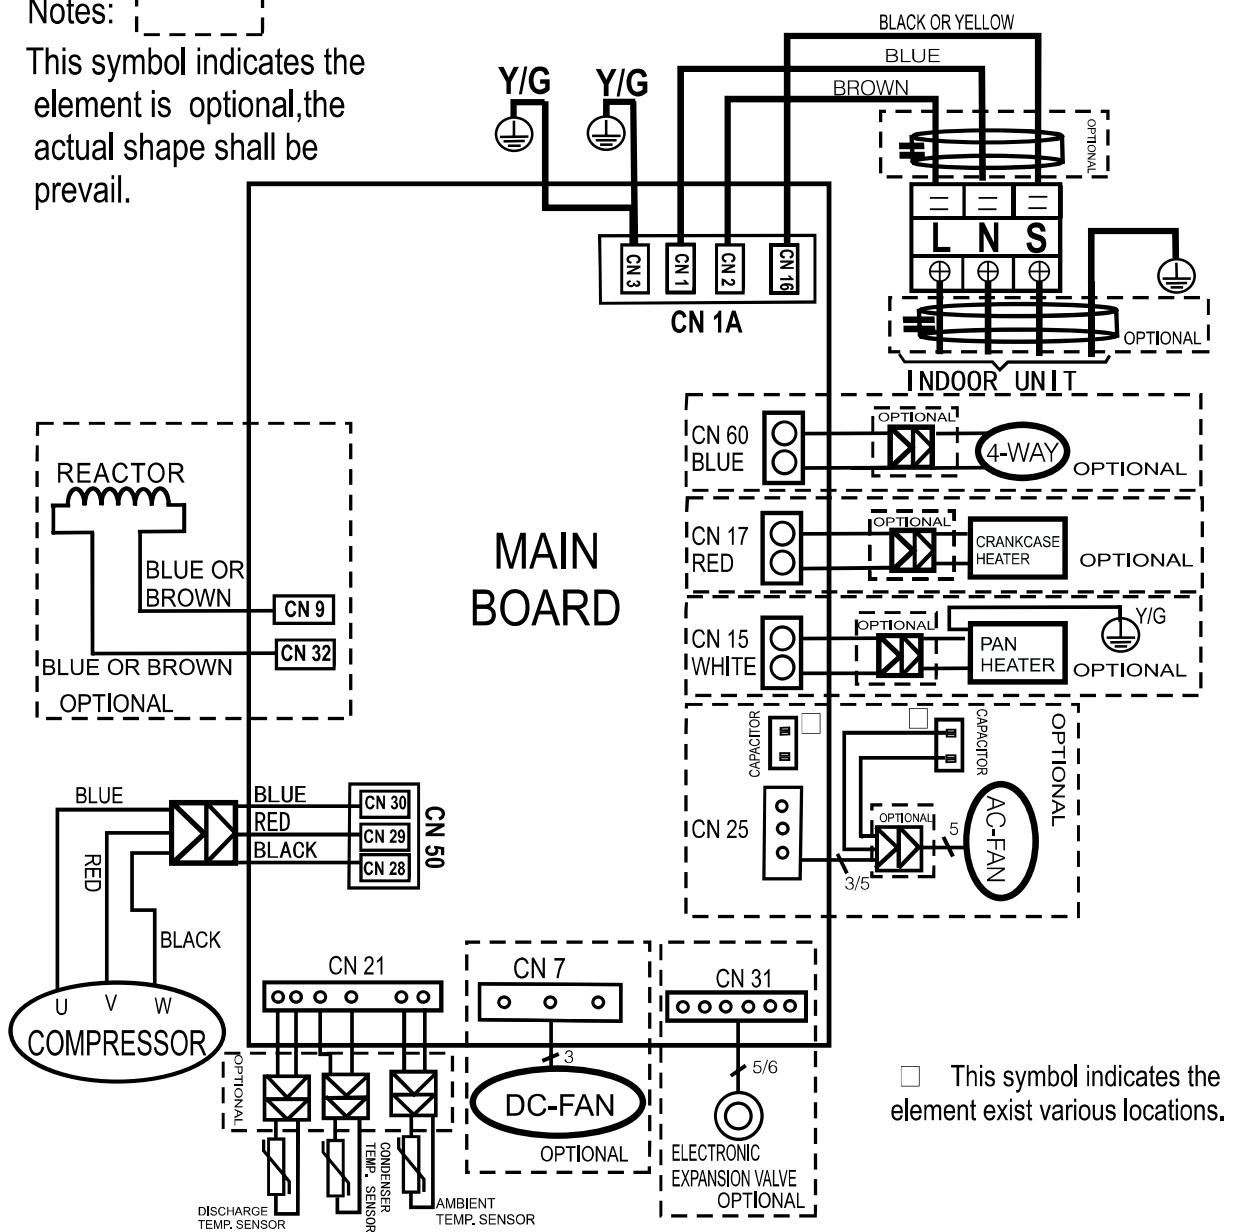 Notes:
This symbol indicates the
element is optional,the
actual shape shall be
prevail.
BLACK OR YELLOW
BLUE
BROWN
Y/G
Y/G
OPTIONAL
L N S
CN 3
CN 1
CN 2
CN 16
CN 1A
OPTIONAL
INDOOR UNIT
CN 60
BLUE
OPTIONAL
4-WAY
OPTIONAL
REACTOR
BLUE OR
BROWN
CN 9
BLUE OR BROWN
CN 32
OPTIONAL
MAIN
BOARD
CN 17
RED
OPTIONAL
CRANKCASE
HEATER
OPTIONAL
CN 15
WHITE
OPTIONAL
PAN
HEATER
Y/G
OPTIONAL
CAPACITOR
CAPACITOR
OPTIONAL
CN 25
OPTIONAL
3/5
5
AC-FAN
BLUE
RED
BLACK
BLUE
RED
BLACK
CN 30
CN 29
CN 28
CN 50
U V W
COMPRESSOR
CN 21
OPTIONAL
DISCHARGE
TEMP. SENSOR
CONDENSER
TEMP. SENSOR
AMBIENT
TEMP. SENSOR
CN 7
3
DC-FAN
OPTIONAL
CN 31
5/6
ELECTRONIC
EXPANSION VALVE
OPTIONAL
□ This symbol indicates the
element exist various locations.